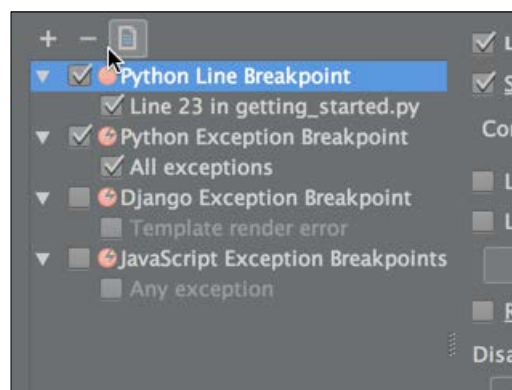 Python Line Breakpoint
Line 23 in getting_started.py
Python Exception Breakpoint
All exceptions
Django Exception Breakpoint
Template render error
JavaScript Exception Breakpoints
Any exception